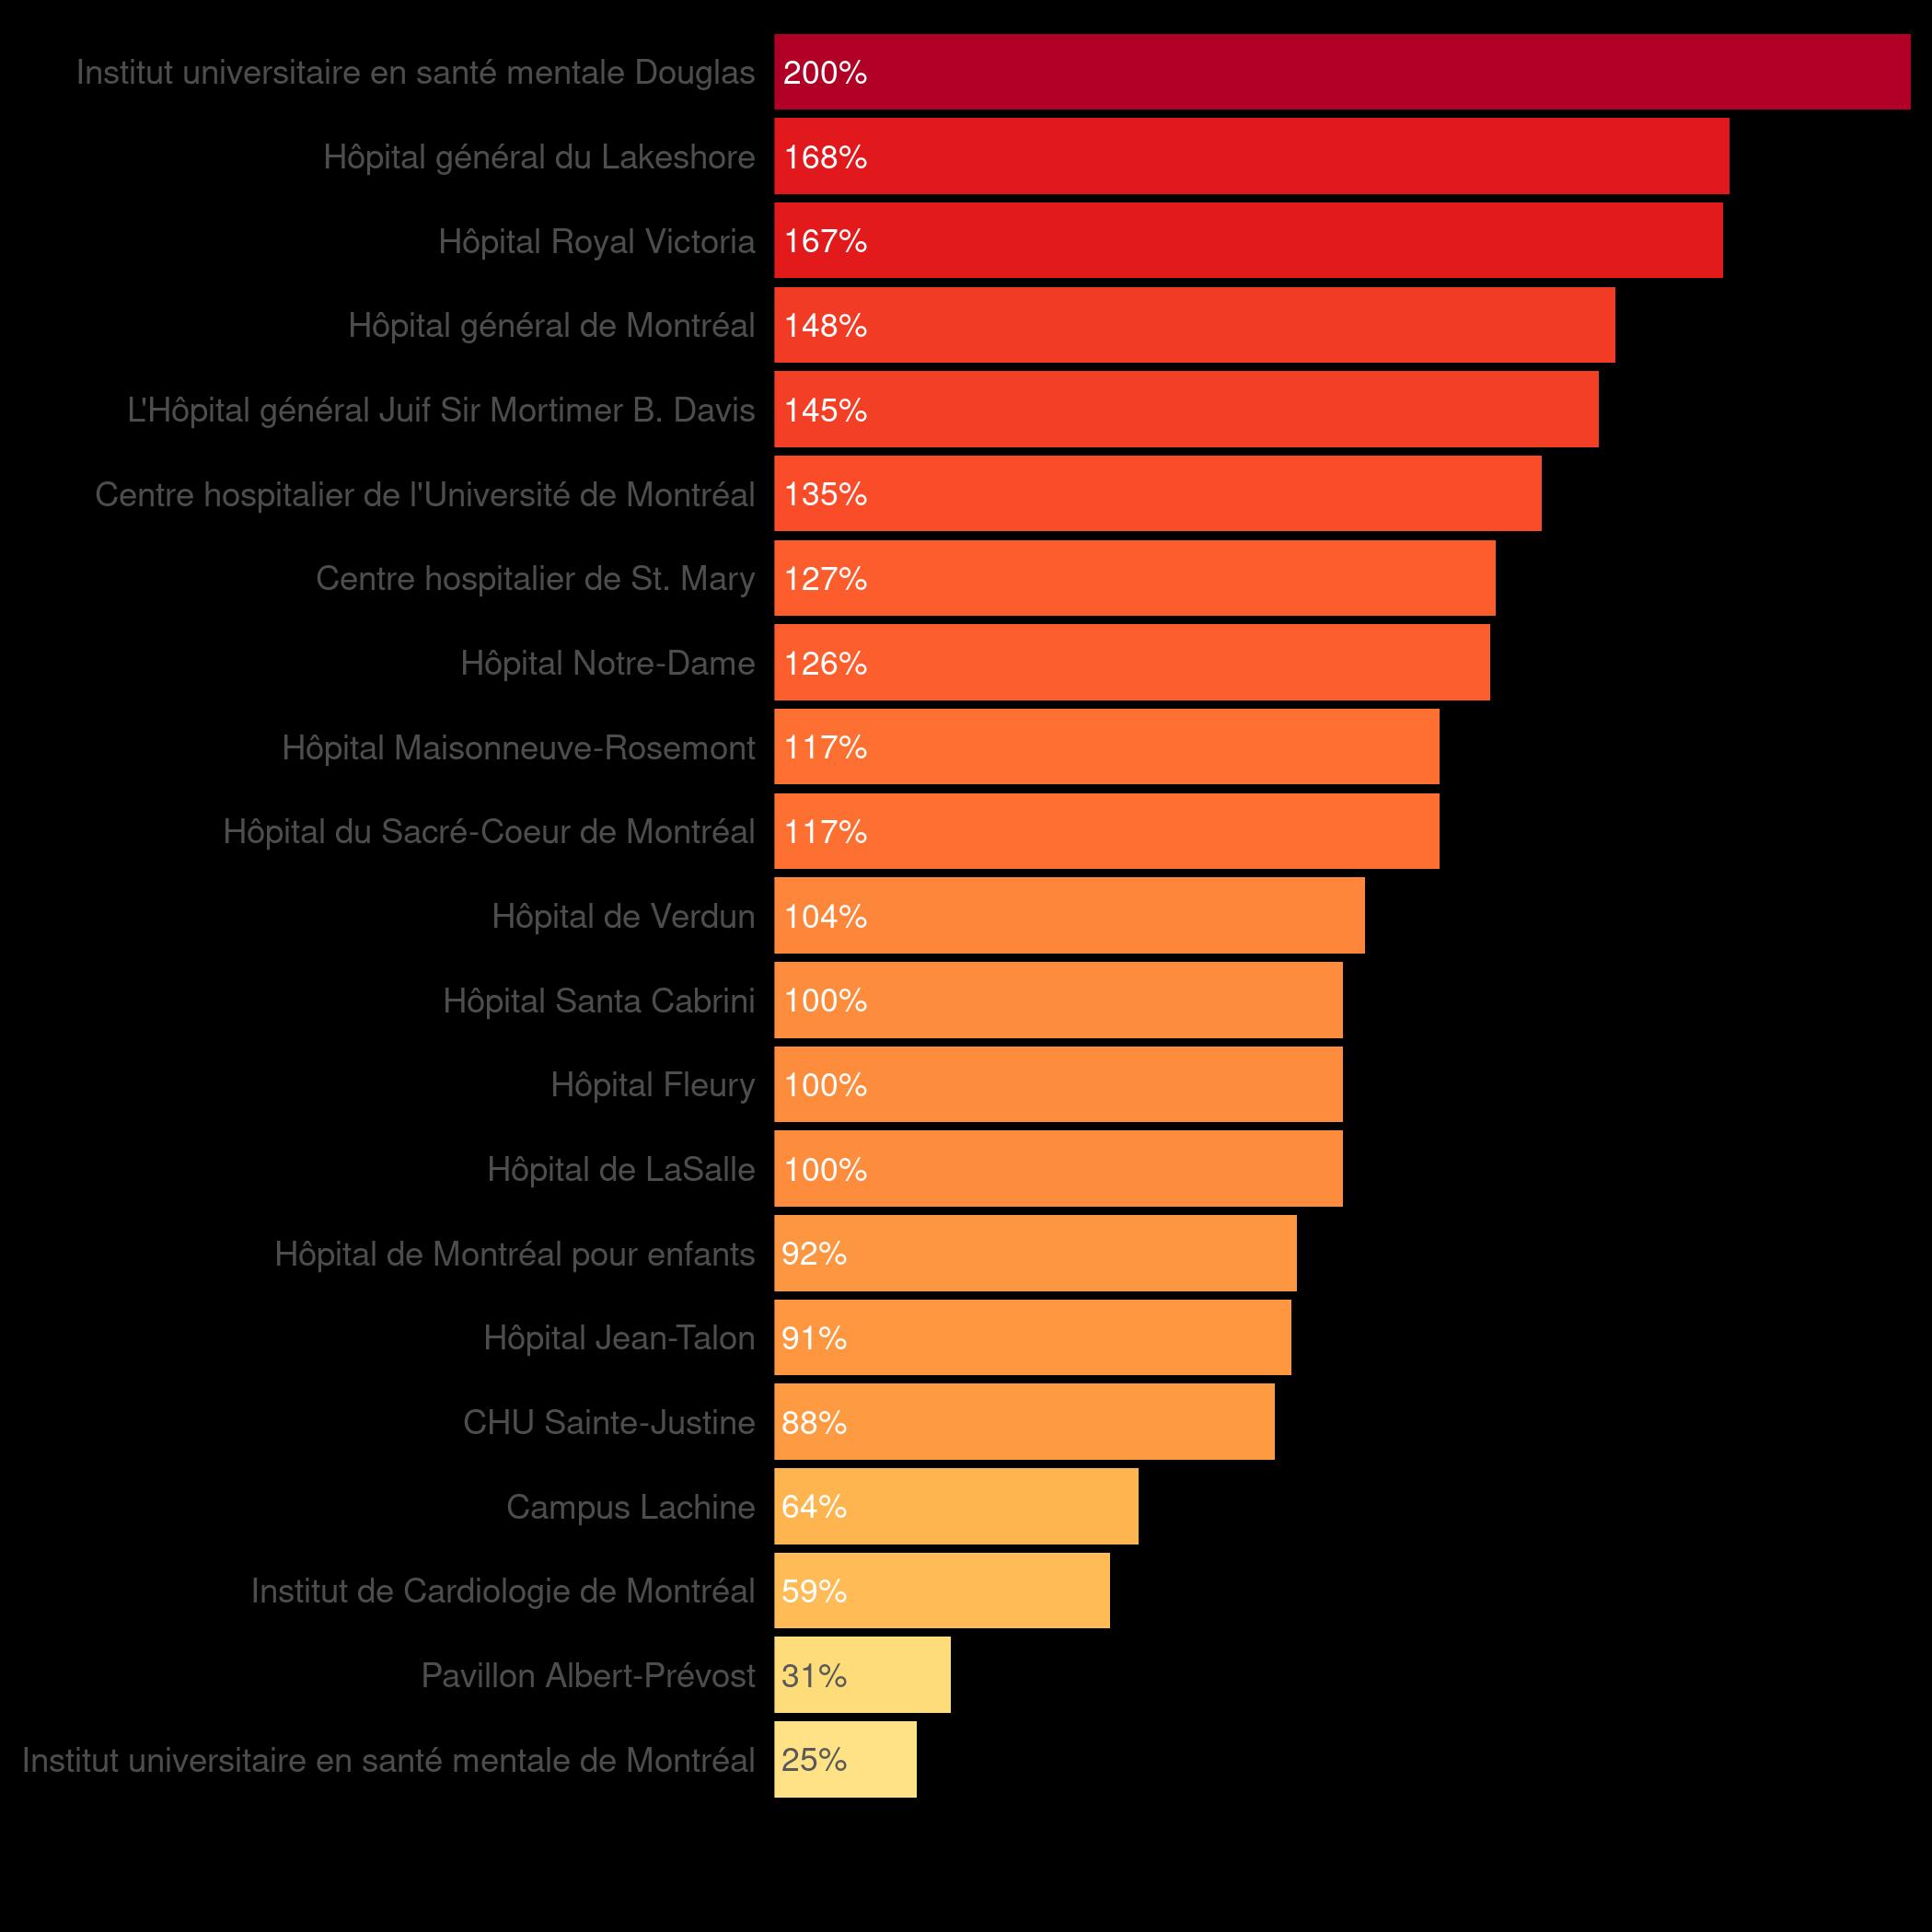 Institut universitaire en santé mentale Douglas 200%
Hôpital général du Lakeshore 168%
Hôpital Royal Victoria 167%
Hôpital général de Montréal 148%
L'Hôpital général Juif Sir Mortimer B. Davis 145%
Centre hospitalier de l'Université de Montréal 135%
Centre hospitalier de St. Mary 127%
Hôpital Notre-Dame 126%
Hôpital Maisonneuve-Rosemont 117%
Hôpital du Sacré-Coeur de Montréal 117%
Hôpital de Verdun 104%
Hôpital Santa Cabrini 100%
Hôpital Fleury 100%
Hôpital de LaSalle 100%
Hôpital de Montréal pour enfants 92%
Hôpital Jean-Talon 91%
CHU Sainte-Justine 88%
Campus Lachine 64%
Institut de Cardiologie de Montréal 59%
Pavillon Albert-Prévost 31%
Institut universitaire en santé mentale de Montréal 25%